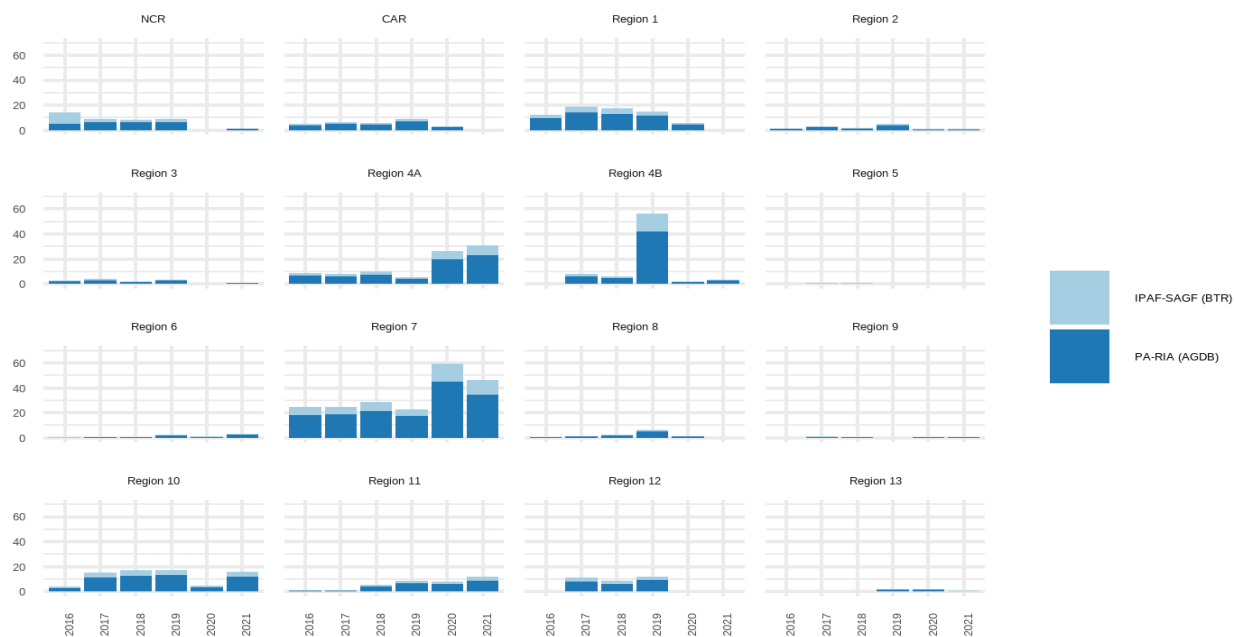 NCR CAR Region 1 Region 2
60
40
20
0
Region 3 Region 4A Region 4B Region 5
60
40
20
0
IPAF-SAGF (BTR)
PA-RIA (AGDB)
Region 6 Region 7 Region 8 Region 9
60
40
20
0
Region 10 Region 11 Region 12 Region 13
60
40
20
0
2016 2017 2018 2019 2020 2021 2016 2017 2018 2019 2020 2021 2016 2017 2018 2019 2020 2021 2016 2017 2018 2019 2020 2021